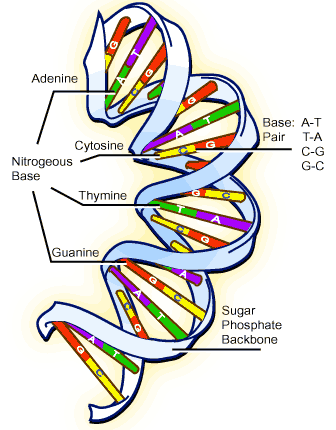 Adenine
Cytosine
Nitrogeous
Base
Thymine
Guanine
Base: A-T
Pair T-A
C-G
G-C
Sugar
Phosphate
Backbone
G
T
A
C
G
A
T
C
G
G
C
T
A
C
G
A
G
C
A
T
G
A
T
C